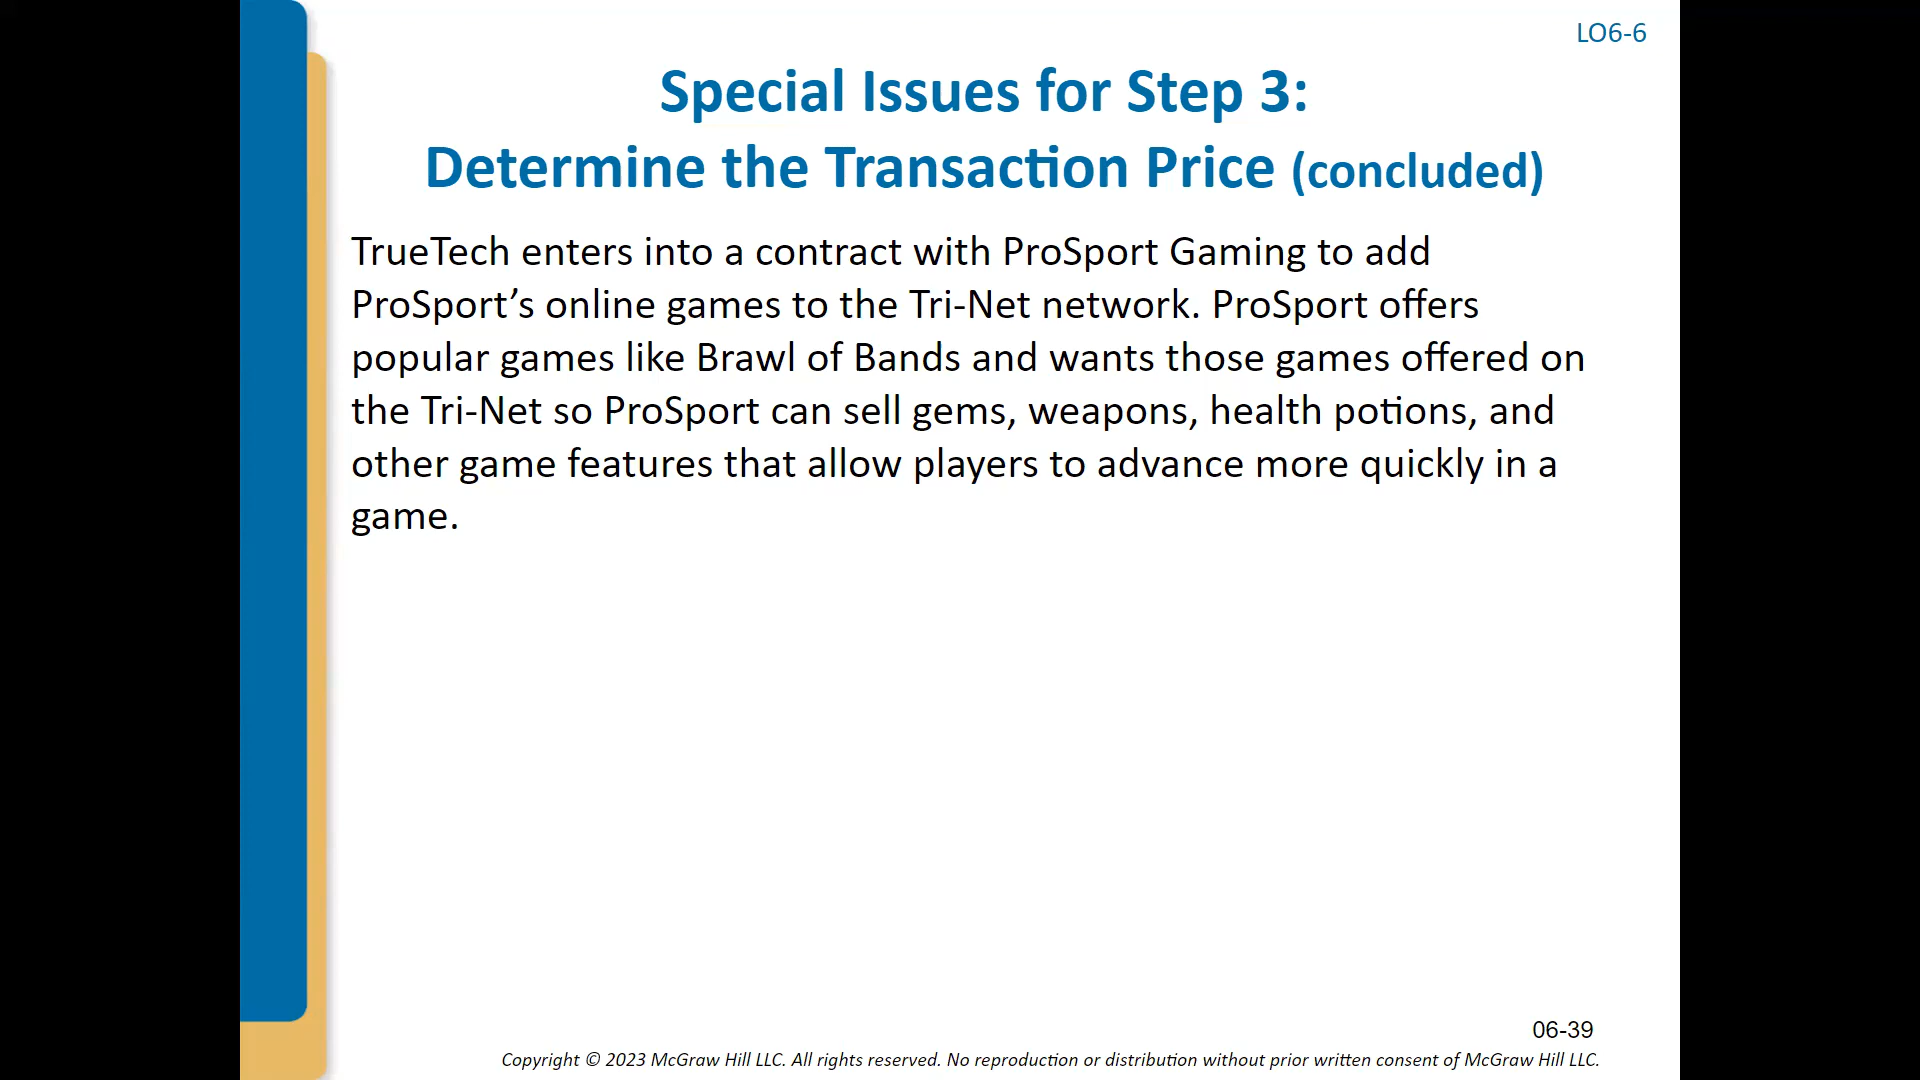 LO6-6
Special Issues for Step 3:
Determine the Transaction Price (concluded)
TrueTech enters into a contract with ProSport Gaming to add
ProSport’s online games to the Tri-Net network. ProSport offers
popular games like Brawl of Bands and wants those games offered on
the Tri-Net so ProSport can sell gems, weapons, health potions, and
other game features that allow players to advance more quickly in a
game.
06-39
Copyright © 2023 McGraw Hill LLC. All rights reserved. No reproduction or distribution without prior written consent of McGraw Hill LLC.